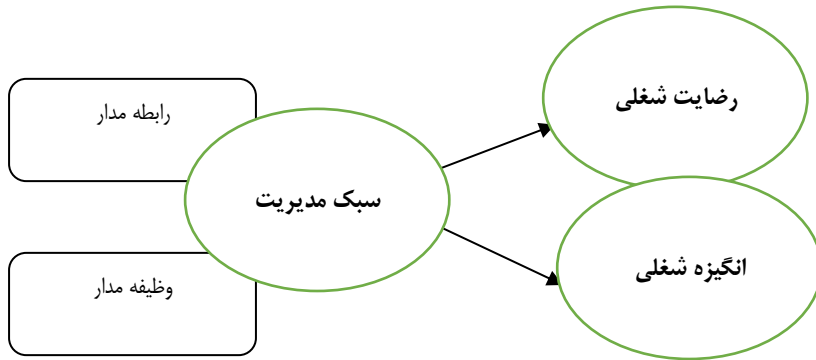 رضایت شغلی
رابطه مدار
سبک مدیریت
انگیزه شغلی
وظیفه مدار